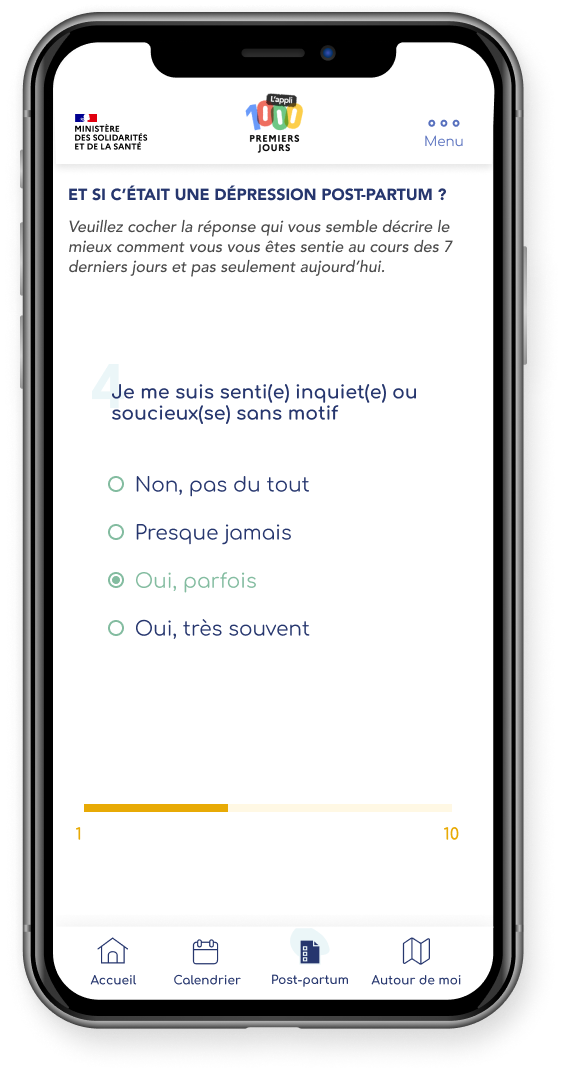 MINISTÈRE
DES SOLIDARITÉS
ET DE LA SANTÉ
L'appli
1000
PREMIERS
JOURS
Menu
ET SI C'ÉTAIT UNE DÉPRESSION POST-PARTUM ?
Veuillez cocher la réponse qui vous semble décrire le
mieux comment vous vous êtes sentie au cours des 7
derniers jours et pas seulement aujourd'hui.
4
Je me suis senti(e) inquiet(e) ou
soucieux(se) sans motif
Non, pas du tout
Presque jamais
Oui, parfois
Oui, très souvent
1 10
Accueil Calendrier Post-partum Autour de moi